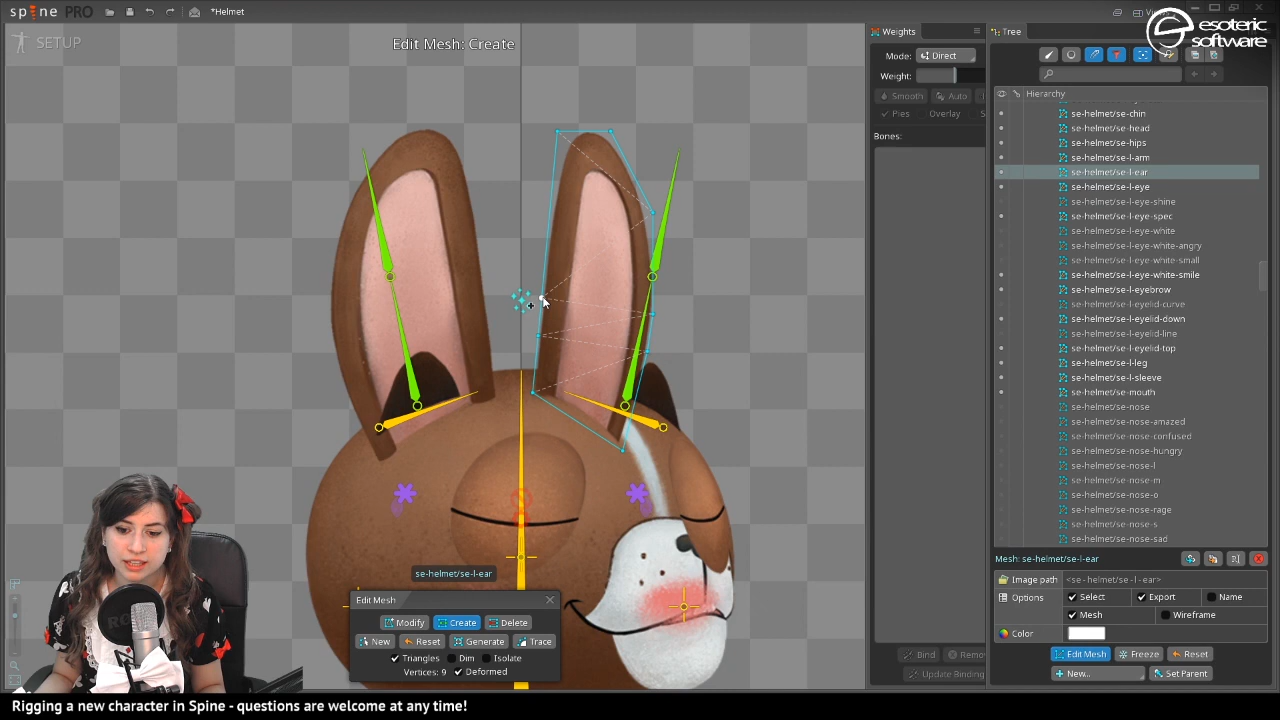 spine PRO
*Helmet
Views
esoteric
software
SETUP
Edit Mesh: Create
Weights
Tree
Mode:
Direct
Weight:
Smooth
Auto
Pies
Overlay
Bones:
Hierarchy
se-helmet/se-chin
se-helmet/se-head
se-helmet/se-hips
se-helmet/se-l-arm
se-helmet/se-l-ear
se-helmet/se-l-eye
se-helmet/se-l-eye-shine
se-helmet/se-l-eye-spec
se-helmet/se-l-eye-white
se-helmet/se-l-eye-white-angry
se-helmet/se-l-eye-white-small
se-helmet/se-l-eye-white-smile
se-helmet/se-l-eyebrow
se-helmet/se-l-eyelid-curve
se-helmet/se-l-eyelid-down
se-helmet/se-l-eyelid-line
se-helmet/se-l-eyelid-top
se-helmet/se-l-leg
se-helmet/se-l-sleeve
se-helmet/se-mouth
se-helmet/se-nose
se-helmet/se-nose-amazed
se-helmet/se-nose-confused
se-helmet/se-nose-hungry
se-helmet/se-nose-l
se-helmet/se-nose-m
se-helmet/se-nose-o
se-helmet/se-nose-rage
se-helmet/se-nose-s
se-helmet/se-nose-sad
Mesh: se-helmet/se-l-ear
Image path
<se-helmet/se-l-ear>
Options
Select
Export
Name
Mesh
Wireframe
Color
Edit Mesh
Freeze
Reset
New...
Set Parent
Bind
Remo
Update Binding
se-helmet/se-l-ear
Edit Mesh
Modify
Create
Delete
New
Reset
Generate
Trace
Triangles
Dim
Isolate
Vertices: 9
Deformed
Rigging a new character in Spine - questions are welcome at any time!